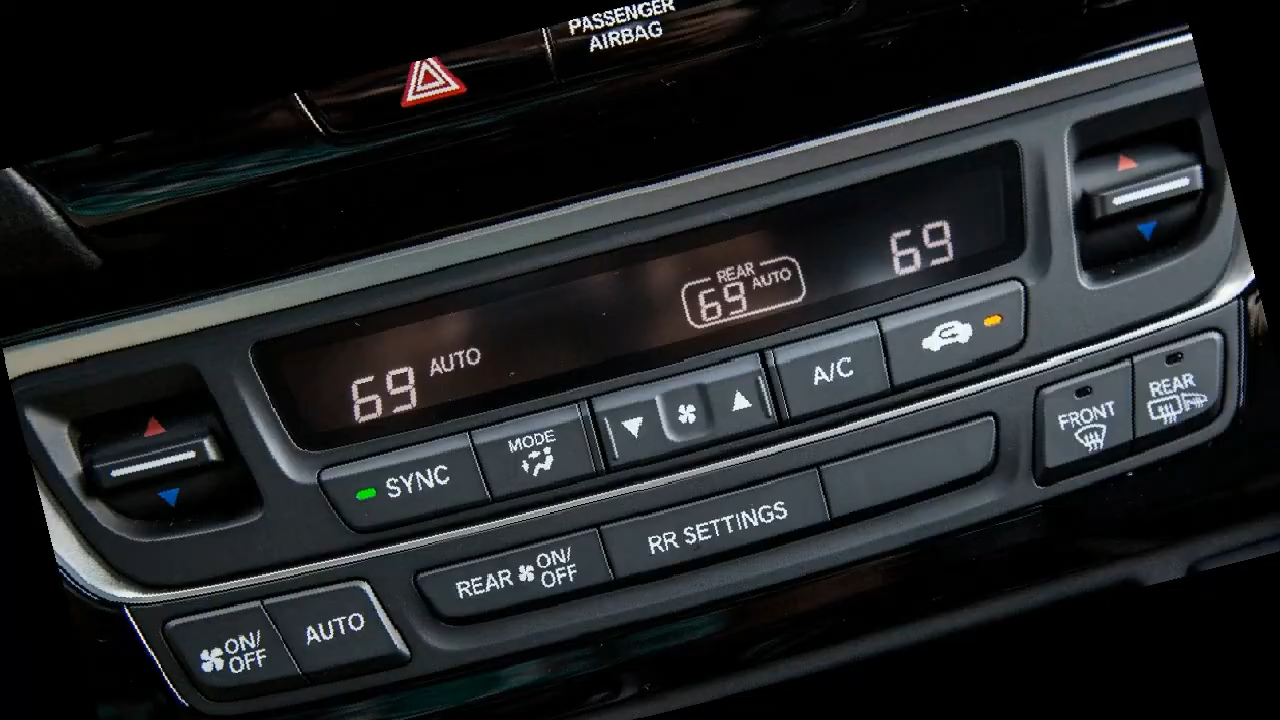 PASSENGER
AIRBAG
69 AUTO
REAR
69 AUTO
69
SYNC
MODE
A/C
FRONT
REAR
REAR ON/
OFF
RR SETTINGS
ON/
OFF
AUTO